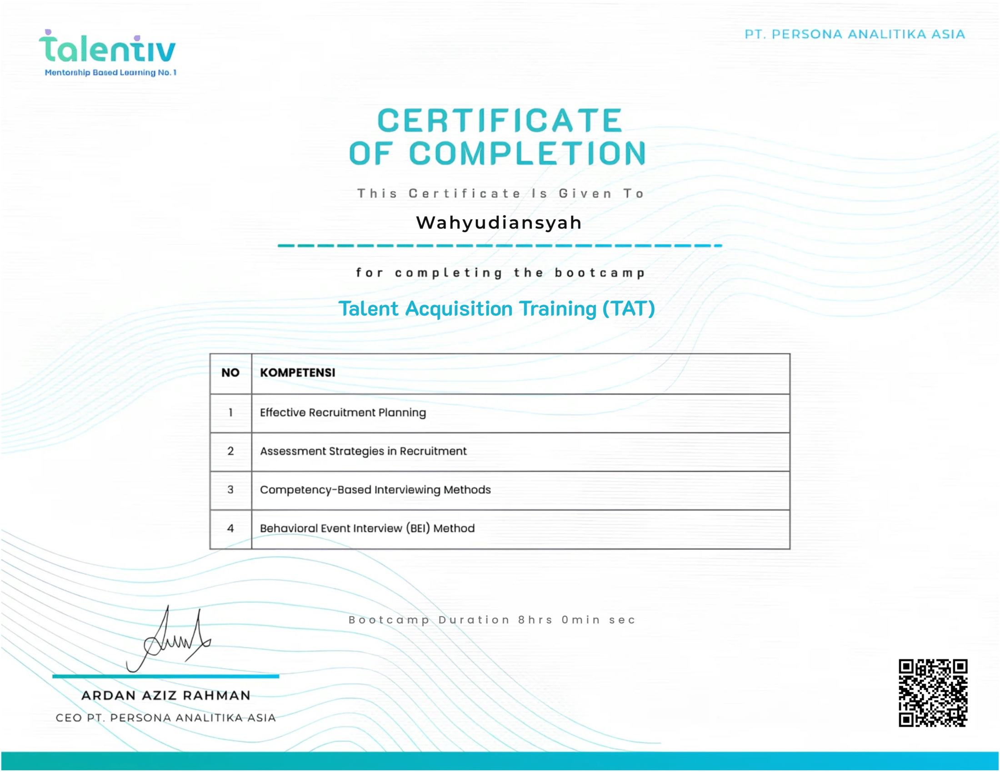 talentiv
Mentorship Based Learning No. 1
PT. PERSONA ANALITIKA ASIA
CERTIFICATE
OF COMPLETION
This Certificate Is Given To
Wahyudiansyah
for completing the bootcamp
Talent Acquisition Training (TAT)
NO KOMPETENSI
1 Effective Recruitment Planning
2 Assessment Strategies in Recruitment
3 Competency-Based Interviewing Methods
4 Behavioral Event Interview (BEI) Method
Bootcamp Duration 8hrs 0min sec
ARDAN AZIZ RAHMAN
CEO PT. PERSONA ANALITIKA ASIA